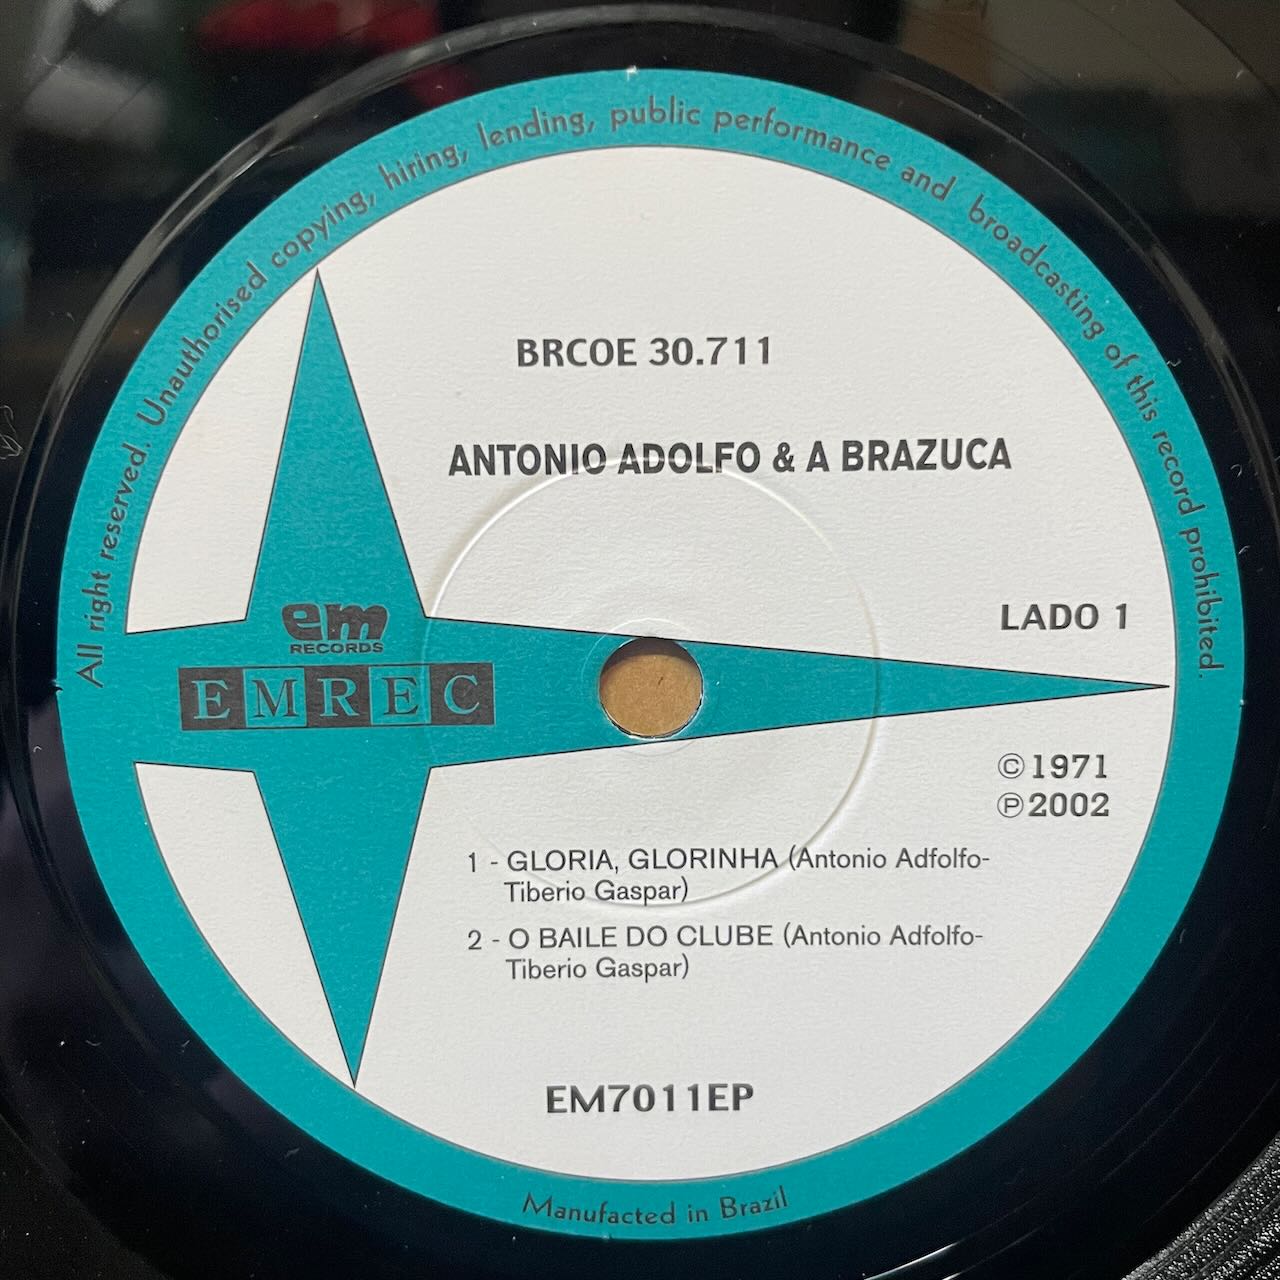 All right reserved. Unauthorised copying, hiring, lending, public performance and broadcasting of this record prohibited.
BRCOE 30.711
ANTONIO ADOLFO & A BRAZUCA
em
RECORDS
EMREC
LADO 1
©1971
℗2002
1 - GLORIA, GLORINHA (Antonio Adfolfo-
Tiberio Gaspar)
2 - O BAILE DO CLUBE (Antonio Adfolfo-
Tiberio Gaspar)
EM7011EP
Manufacted in Brazil